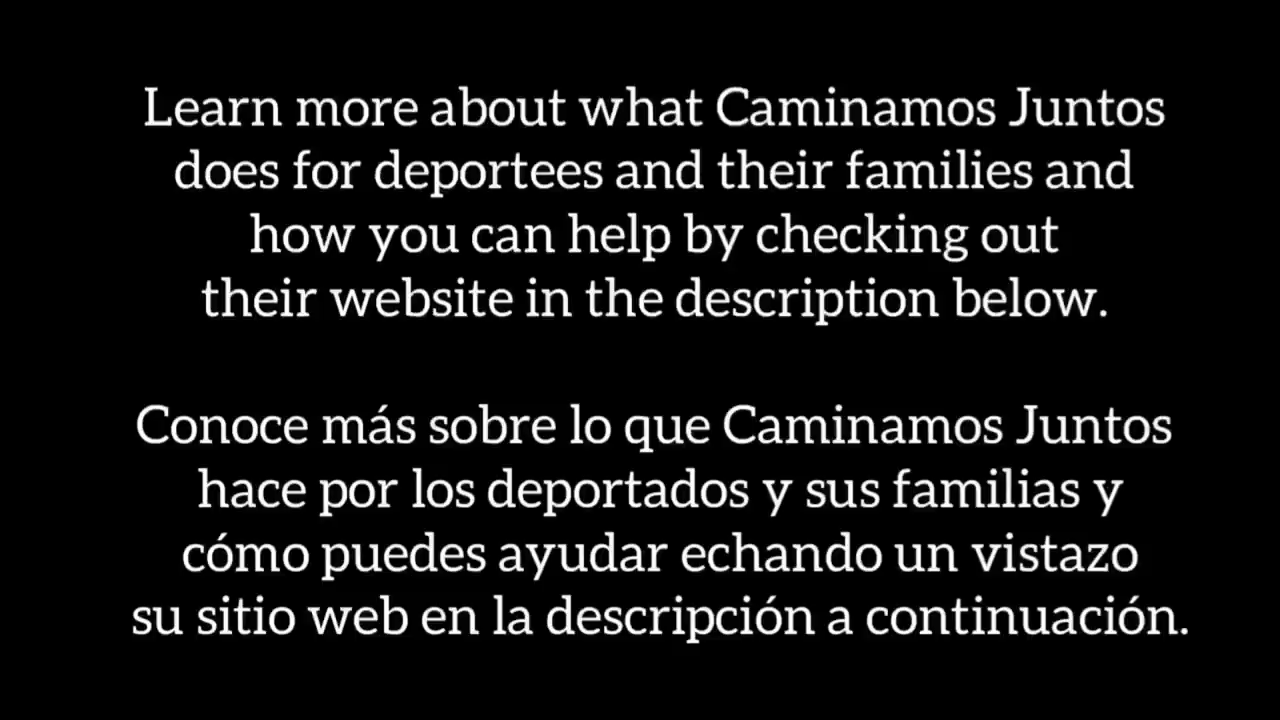 Learn more about what Caminamos Juntos
does for deportees and their families and
how you can help by checking out
their website in the description below.
Conoce más sobre lo que Caminamos Juntos
hace por los deportados y sus familias y
cómo puedes ayudar echando un vistazo
su sitio web en la descripción a continuación.